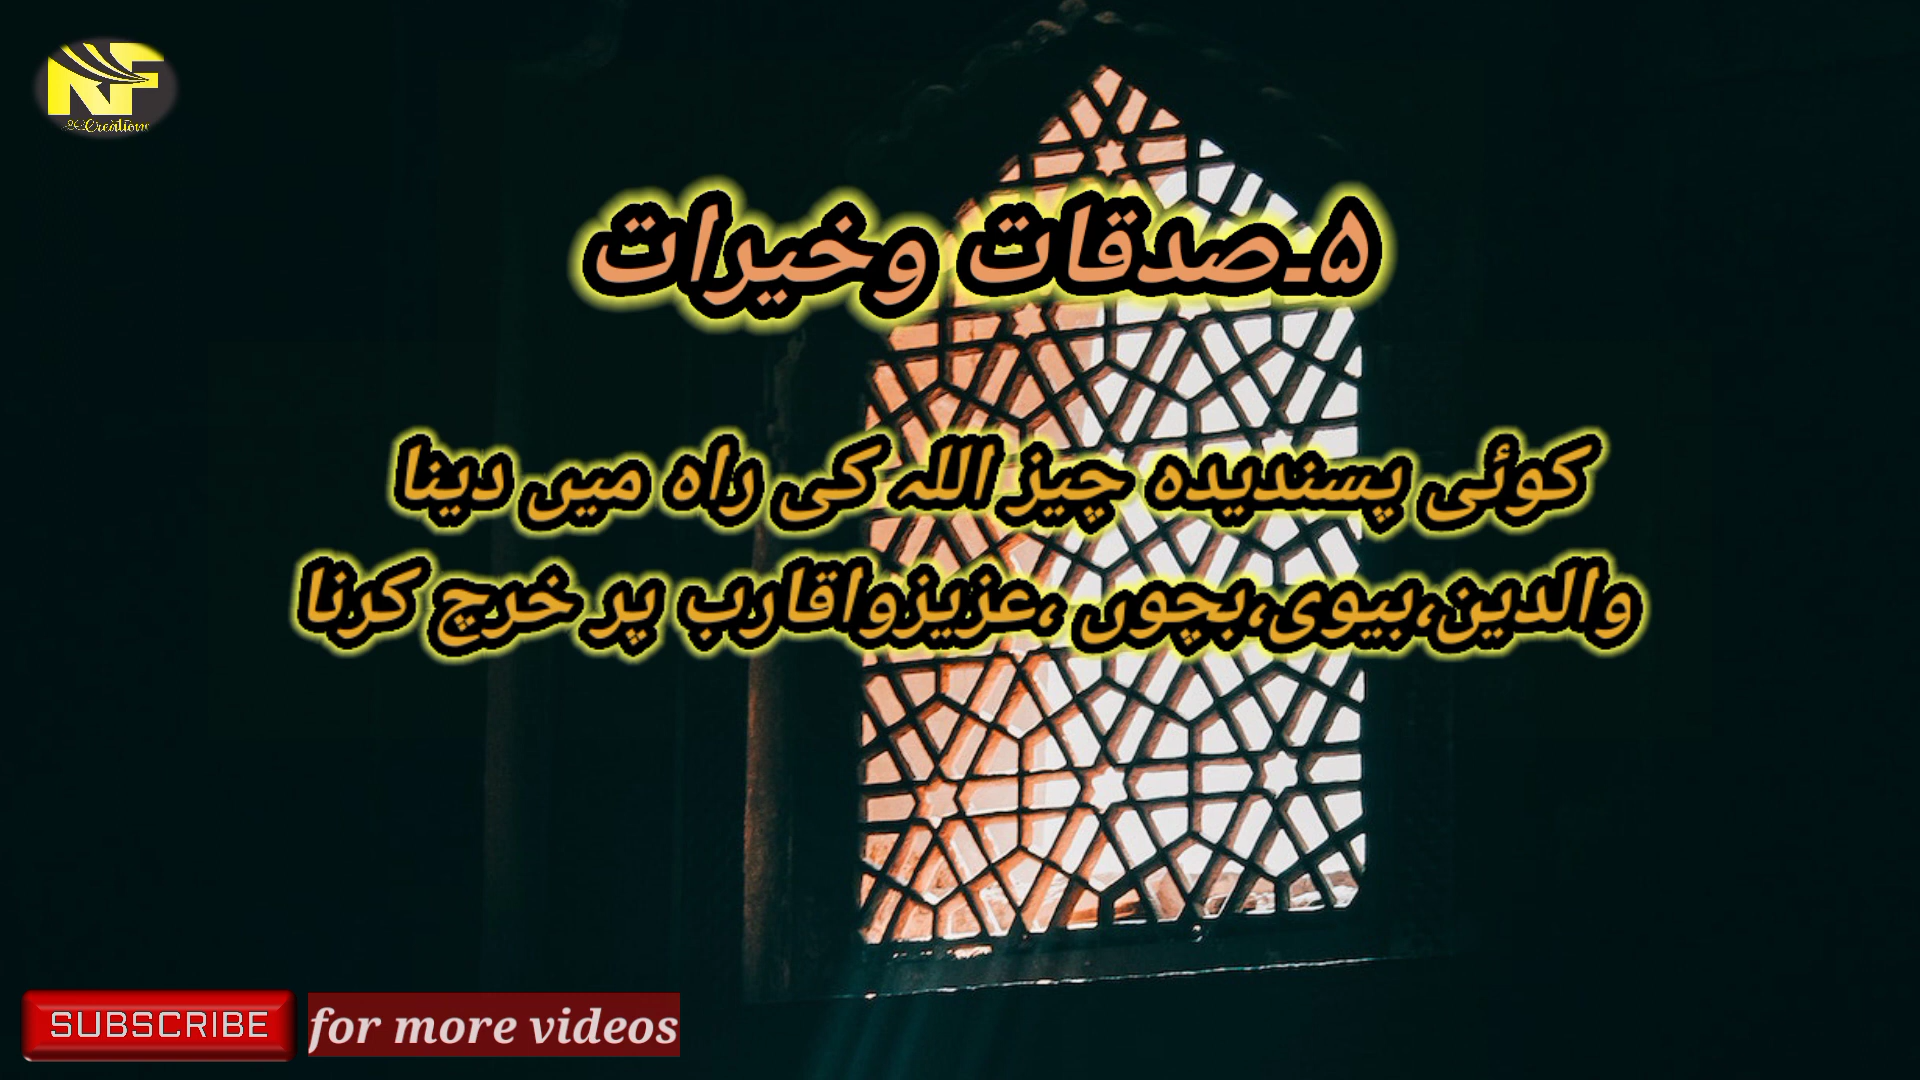 NF
Creations
۵۔صدقات وخیرات
کوئی پسندیدہ چیز اللہ کی راہ میں دینا
والدین،بیوی،بچوں ،عزیزواقارب پر خرچ کرنا
SUBSCRIBE for more videos